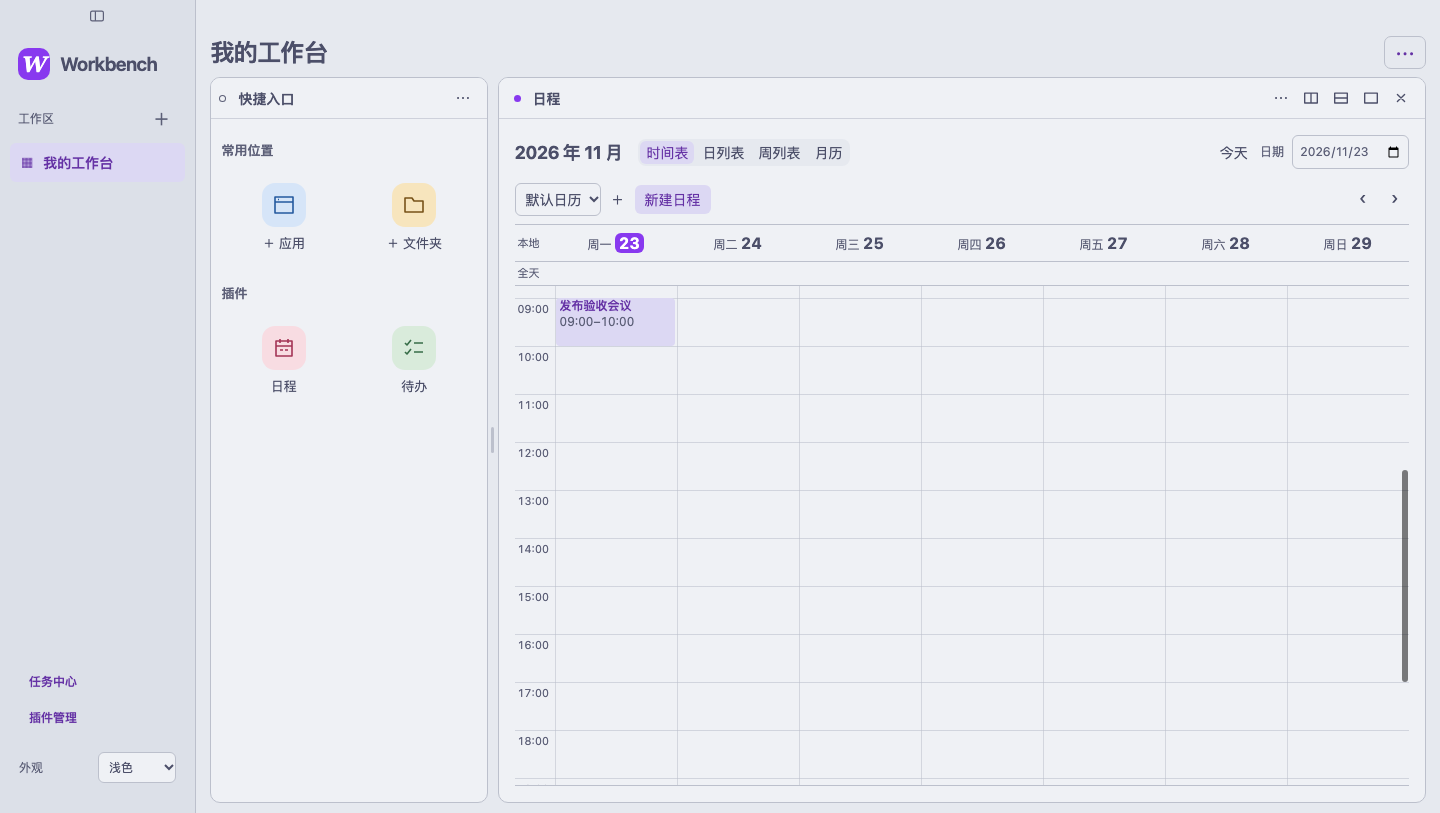 W Workbench
工作区
我的工作台
任务中心
插件管理
外观 浅色
我的工作台
快捷入口
常用位置
+ 应用 + 文件夹
插件
日程 待办
日程
2026 年 11 月 时间表 日列表 周列表 月历 今天 日期 2026/11/23
默认日历 + 新建日程
本地 周一 23 周二 24 周三 25 周四 26 周五 27 周六 28 周日 29
全天
09:00 发布验收会议
09:00–10:00
10:00
11:00
12:00
13:00
14:00
15:00
16:00
17:00
18:00